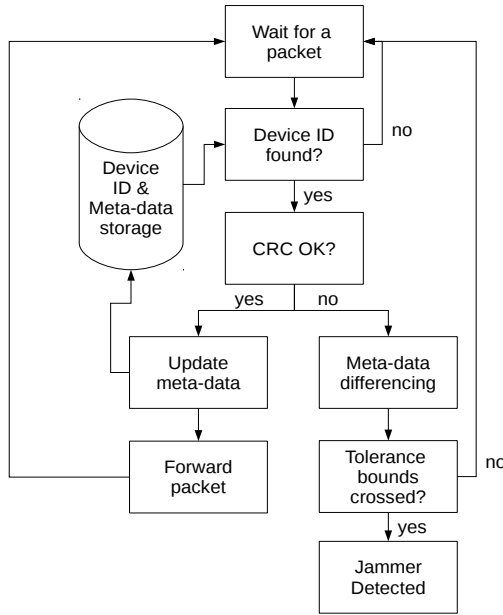 Wait for a
packet
Device ID
found?
no
Device
ID &
Meta-data
storage
yes
CRC OK?
yes
no
Update
meta-data
Meta-data
differencing
Forward
packet
Tolerance
bounds
crossed?
no
yes
Jammer
Detected